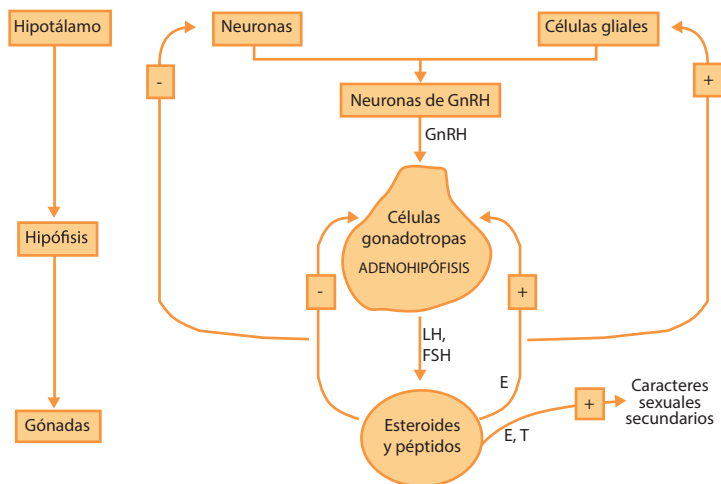 Hipotálamo
Neuronas
Células gliales
-
+
Neuronas de GnRH
GnRH
Hipófisis
Células
gonadotropas
ADENOHIPÓFISIS
-
+
LH,
FSH
E
Gónadas
Esteroides
y péptidos
E, T
+
Caracteres
sexuales
secundarios